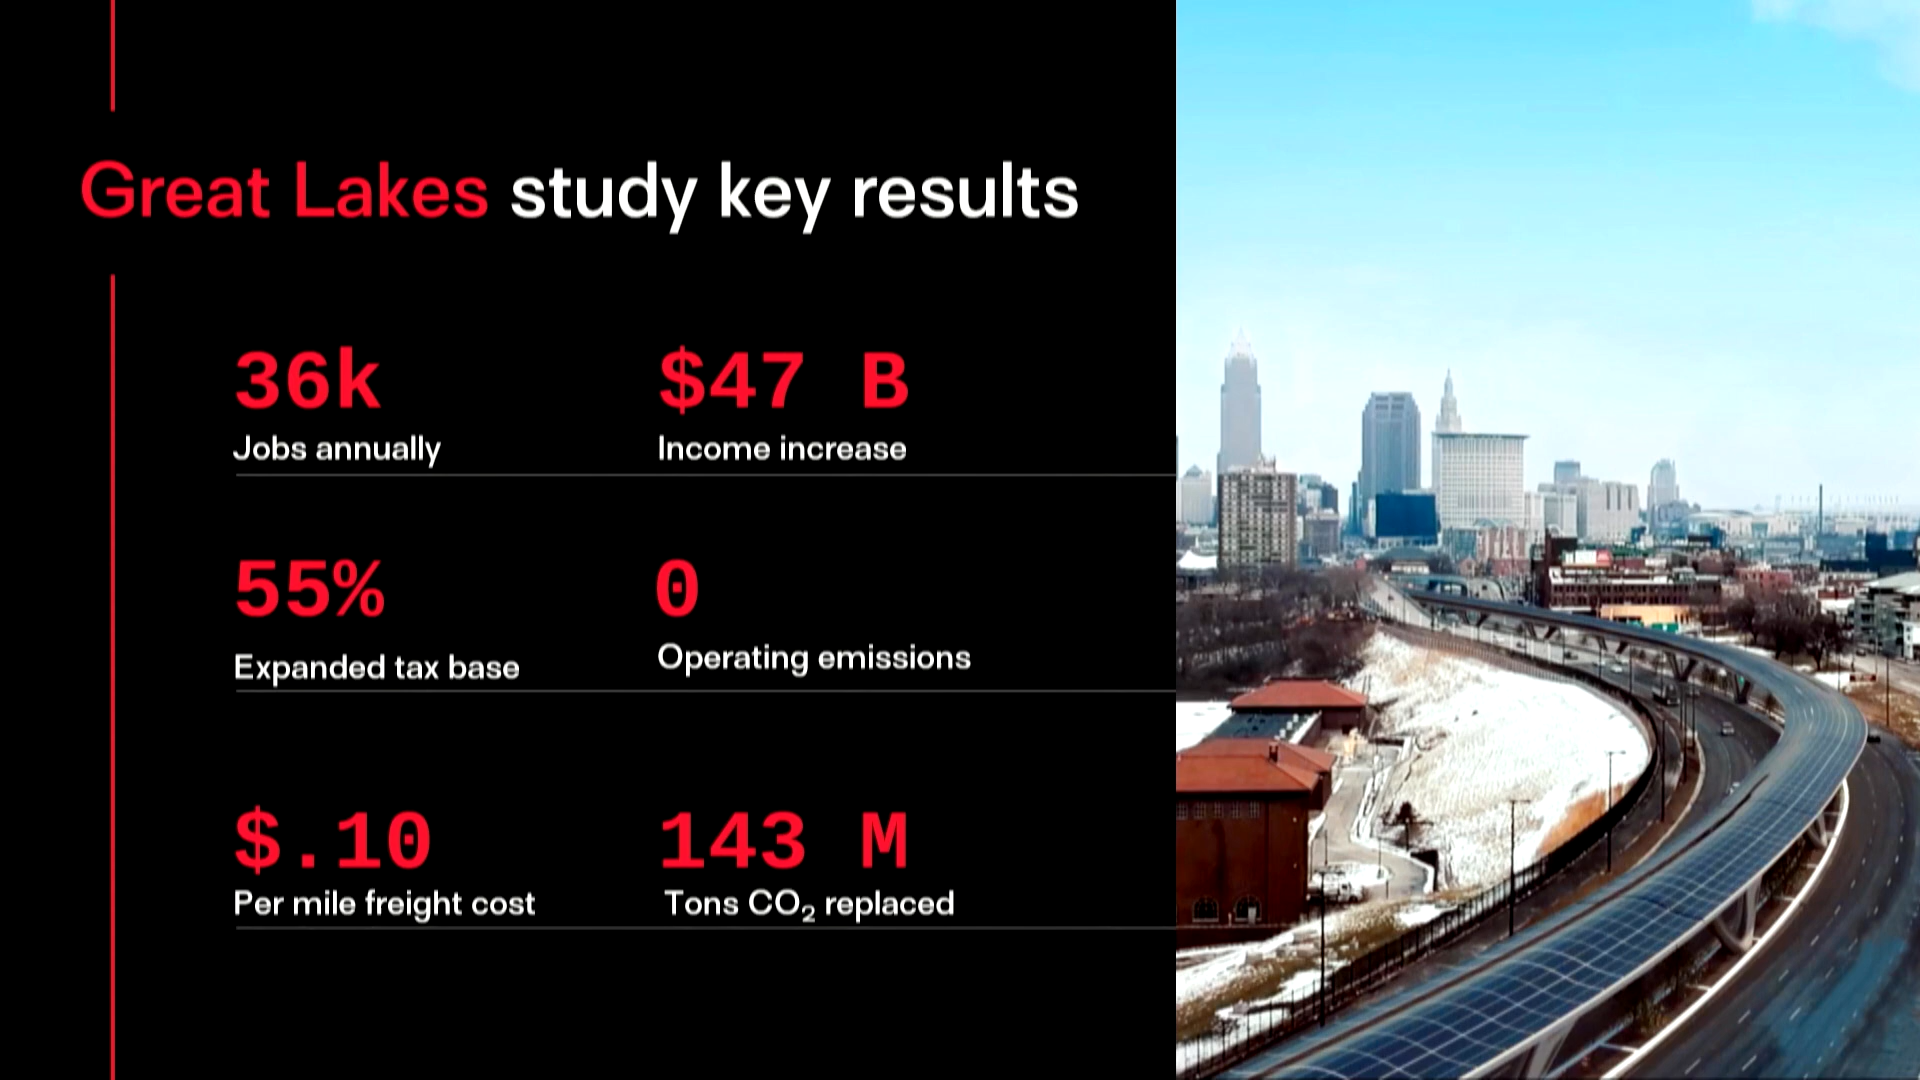 Great Lakes study key results
36k
Jobs annually
$47 B
Income increase
55%
Expanded tax base
0
Operating emissions
$.10
Per mile freight cost
143 M
Tons CO₂ replaced